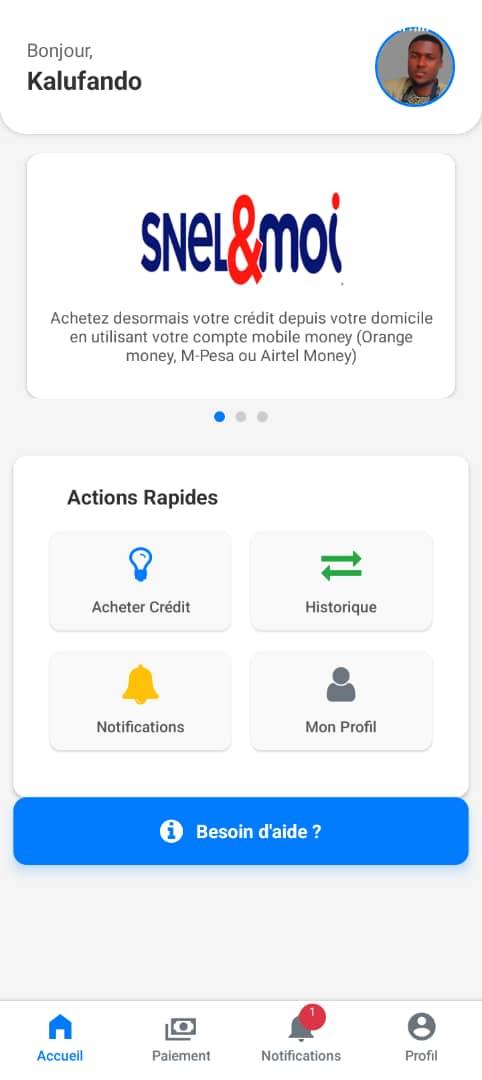 Bonjour,
Kalufando
SNEL&moi
Achetez desormais votre crédit depuis votre domicile
en utilisant votre compte mobile money (Orange
money, M-Pesa ou Airtel Money)
Actions Rapides
Acheter Crédit
Historique
Notifications
Mon Profil
Besoin d'aide ?
1
Accueil
Paiement
Notifications
Profil